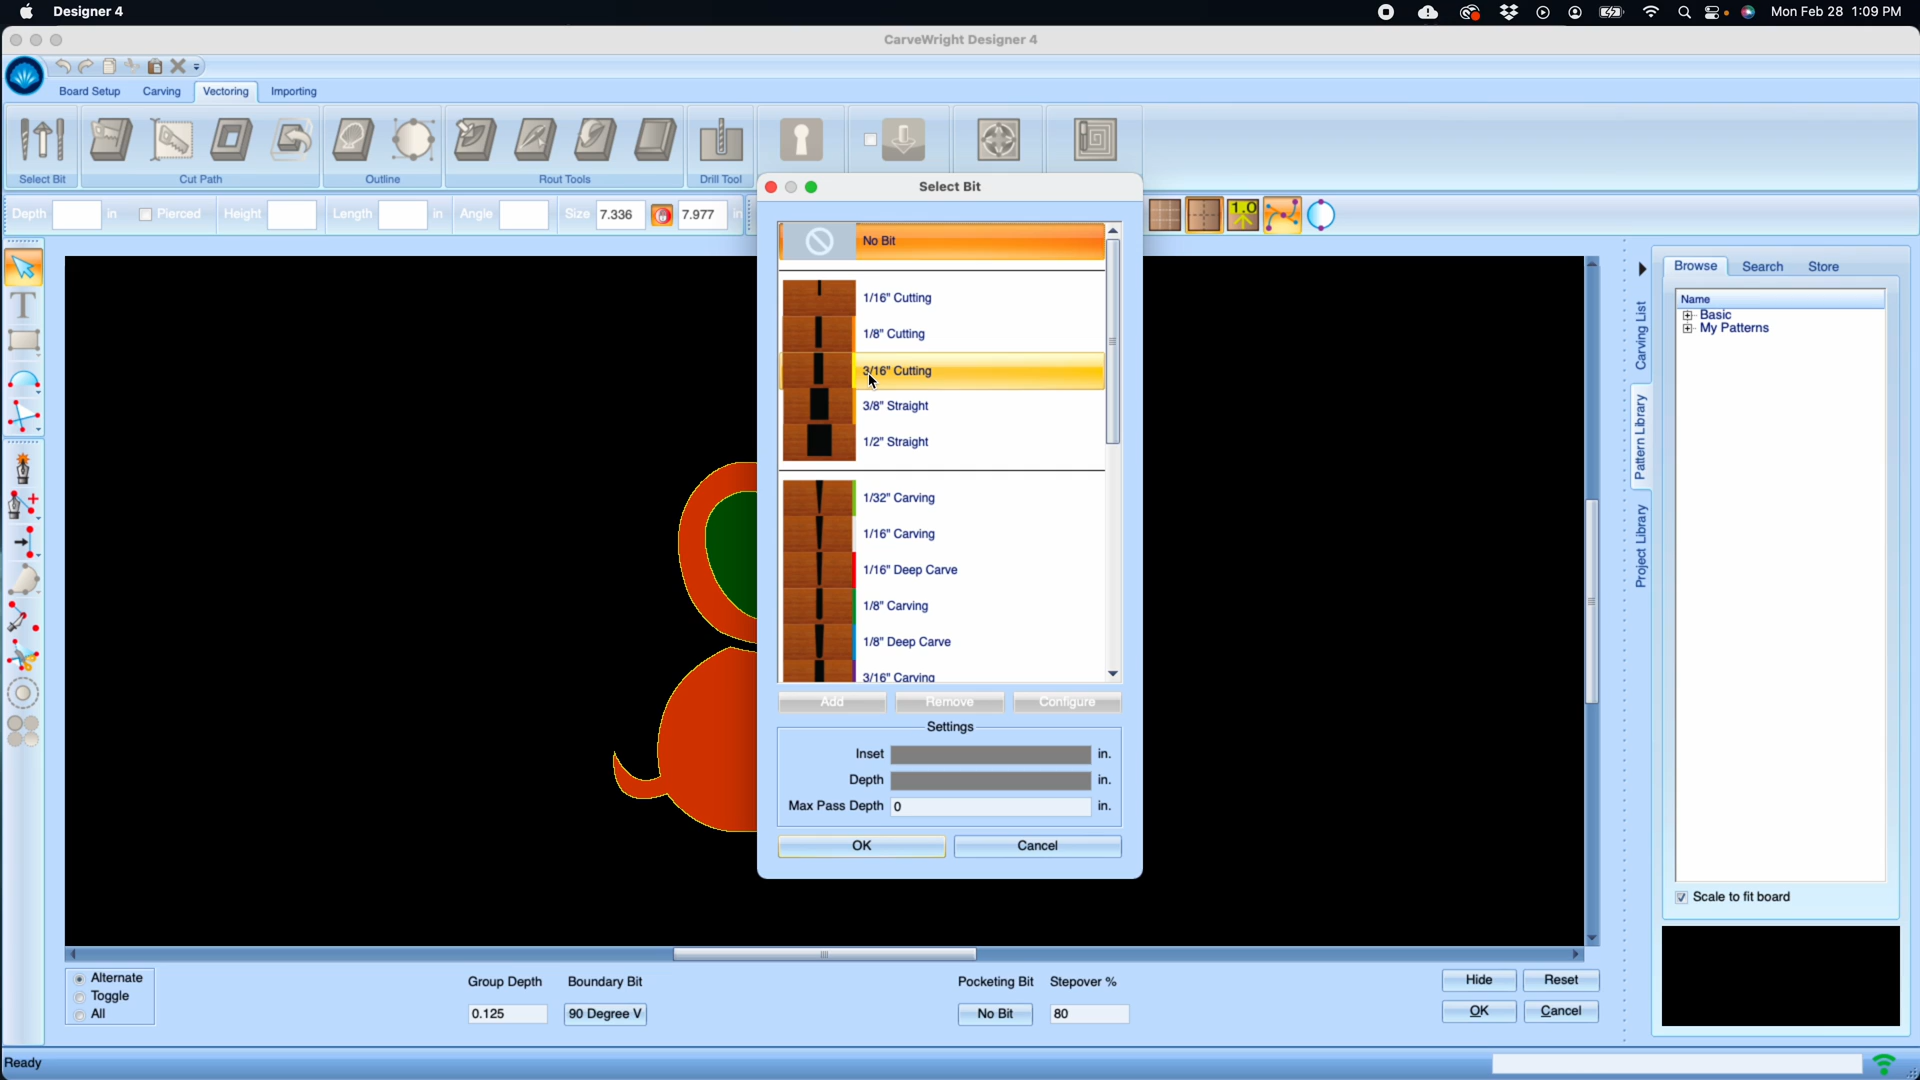 Designer 4
Mon Feb 28 1:09 PM
CarveWright Designer 4
Board Setup Carving Vectoring Importing
1.0
Select Bit Cut Path Outline Rout Tools Drill Tool
Depth in Pierced Height Length in Angle Size 7.336 7.977 in
T
Select Bit
No Bit
1/16" Cutting
1/8" Cutting
3/16" Cutting
3/8" Straight
1/2" Straight
1/32" Carving
1/16" Carving
1/16" Deep Carve
1/8" Carving
1/8" Deep Carve
3/16" Carving
Add Remove Configure
Settings
Inset in.
Depth in.
Max Pass Depth 0 in.
OK Cancel
Carving List
Pattern Library
Project Library
Browse Search Store
Name
Basic
My Patterns
Scale to fit board
Alternate
Toggle
All
Group Depth Boundary Bit
0.125 90 Degree V
Pocketing Bit Stepover %
No Bit 80
Hide Reset
OK Cancel
Ready